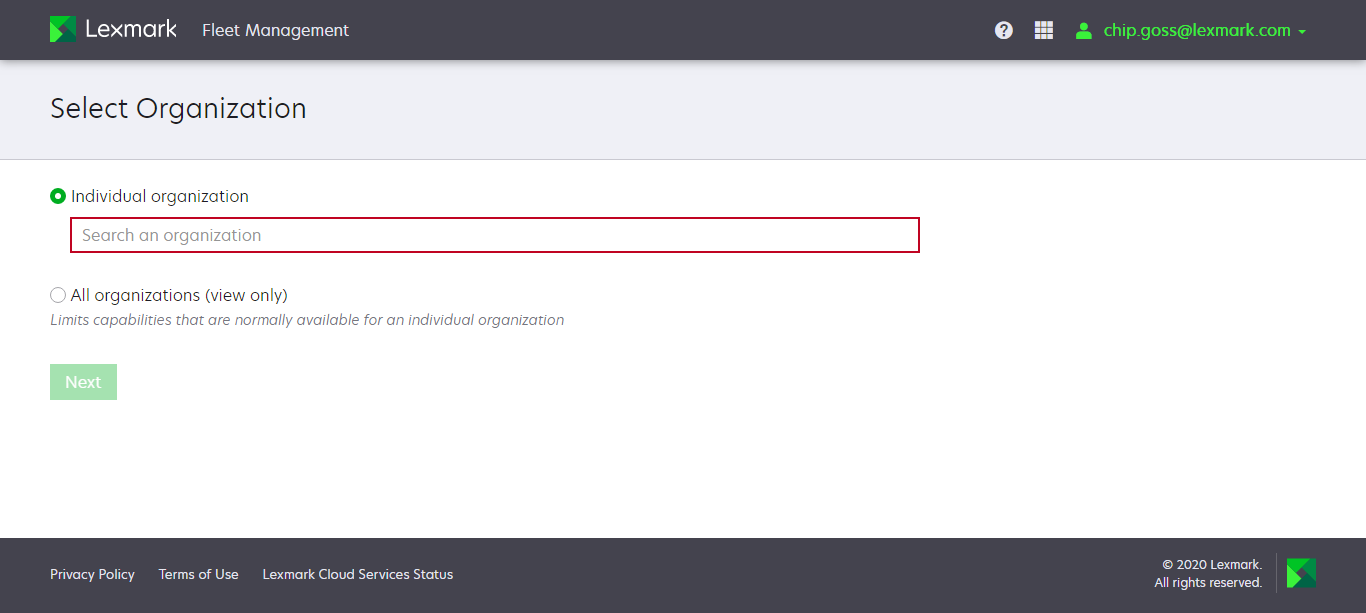 Lexmark Fleet Management ? chip.goss@lexmark.com
Select Organization
Individual organization
Search an organization
All organizations (view only)
Limits capabilities that are normally available for an individual organization
Next
Privacy Policy Terms of Use Lexmark Cloud Services Status
© 2020 Lexmark.
All rights reserved.